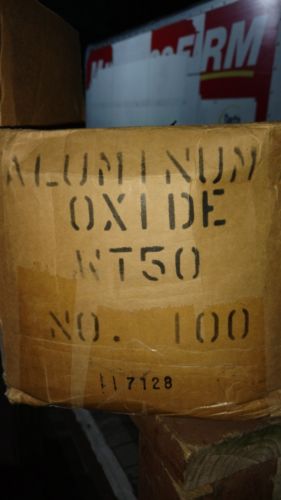 FIRM
ALUMINUM
OXIDE
WT50
NO. 100
117128